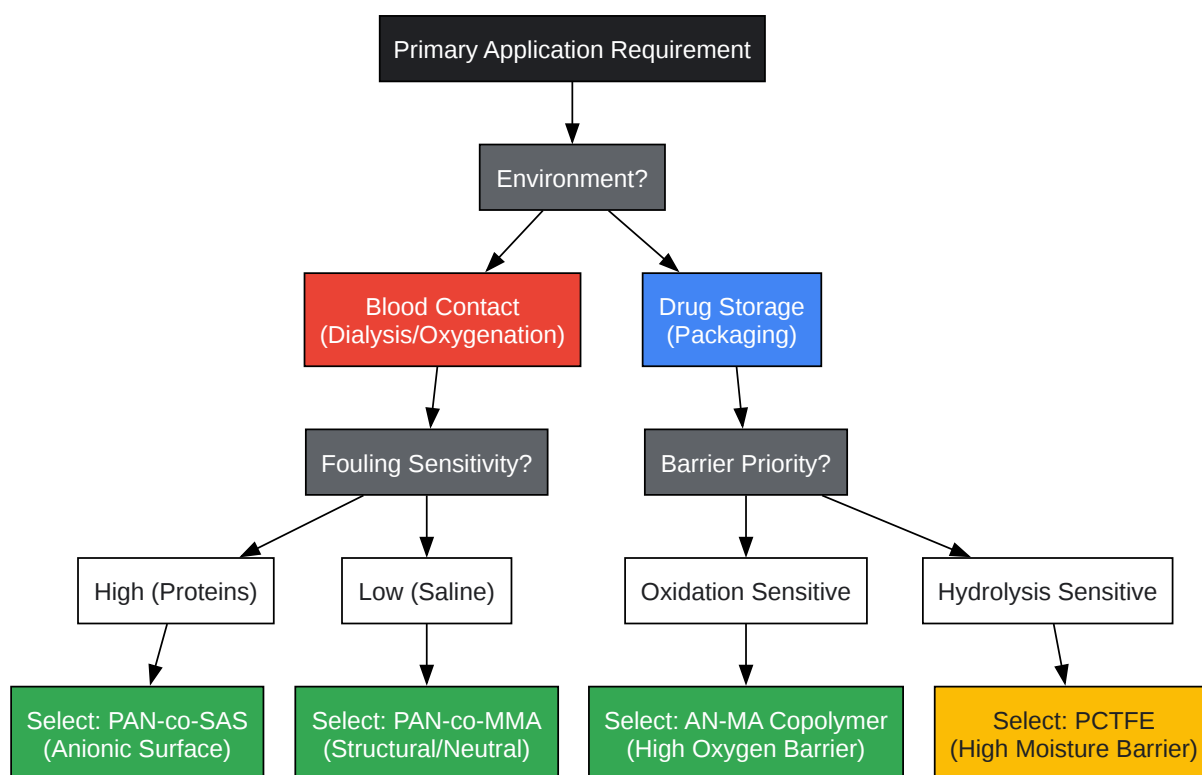 Primary Application Requirement
Environment?
Blood Contact
(Dialysis/Oxygenation)
Drug Storage
(Packaging)
Fouling Sensitivity?
Barrier Priority?
High (Proteins)
Low (Saline)
Oxidation Sensitive
Hydrolysis Sensitive
Select: PAN-co-SAS
(Anionic Surface)
Select: PAN-co-MMA
(Structural/Neutral)
Select: AN-MA Copolymer
(High Oxygen Barrier)
Select: PCTFE
(High Moisture Barrier)